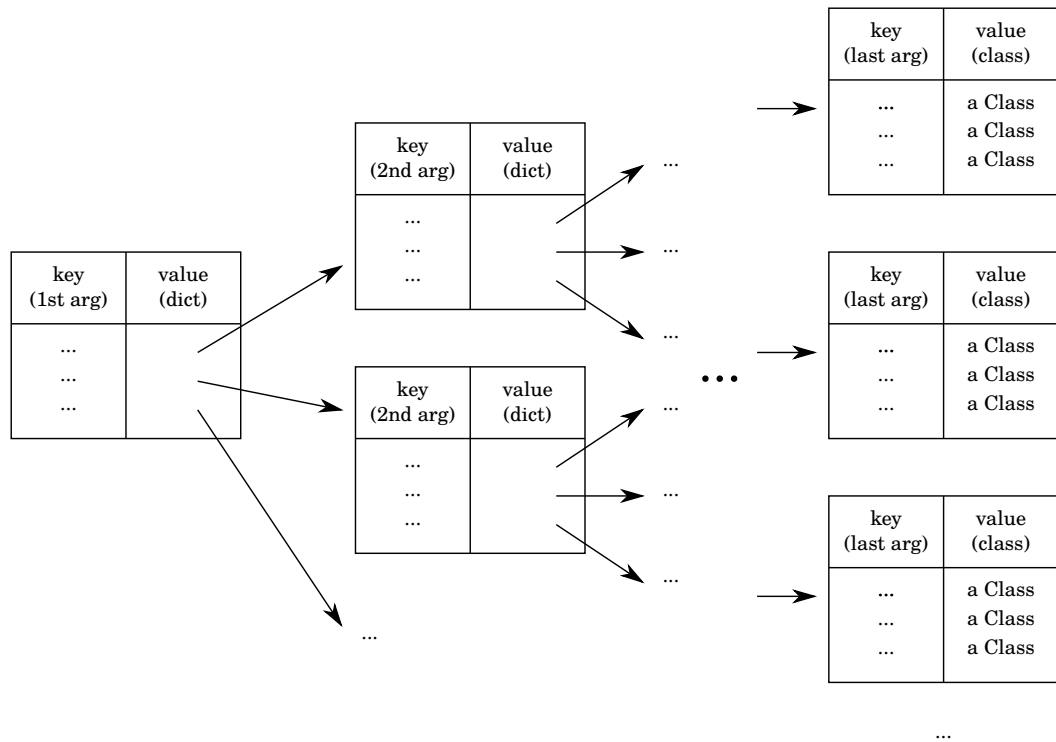 key value
(1st arg) (dict)
...
...
...
key value
(2nd arg) (dict)
...
...
...
key value
(2nd arg) (dict)
...
...
...
...
...
...
...
...
...
...
...
...
key value
(last arg) (class)
... a Class
... a Class
... a Class
key value
(last arg) (class)
... a Class
... a Class
... a Class
key value
(last arg) (class)
... a Class
... a Class
... a Class
...